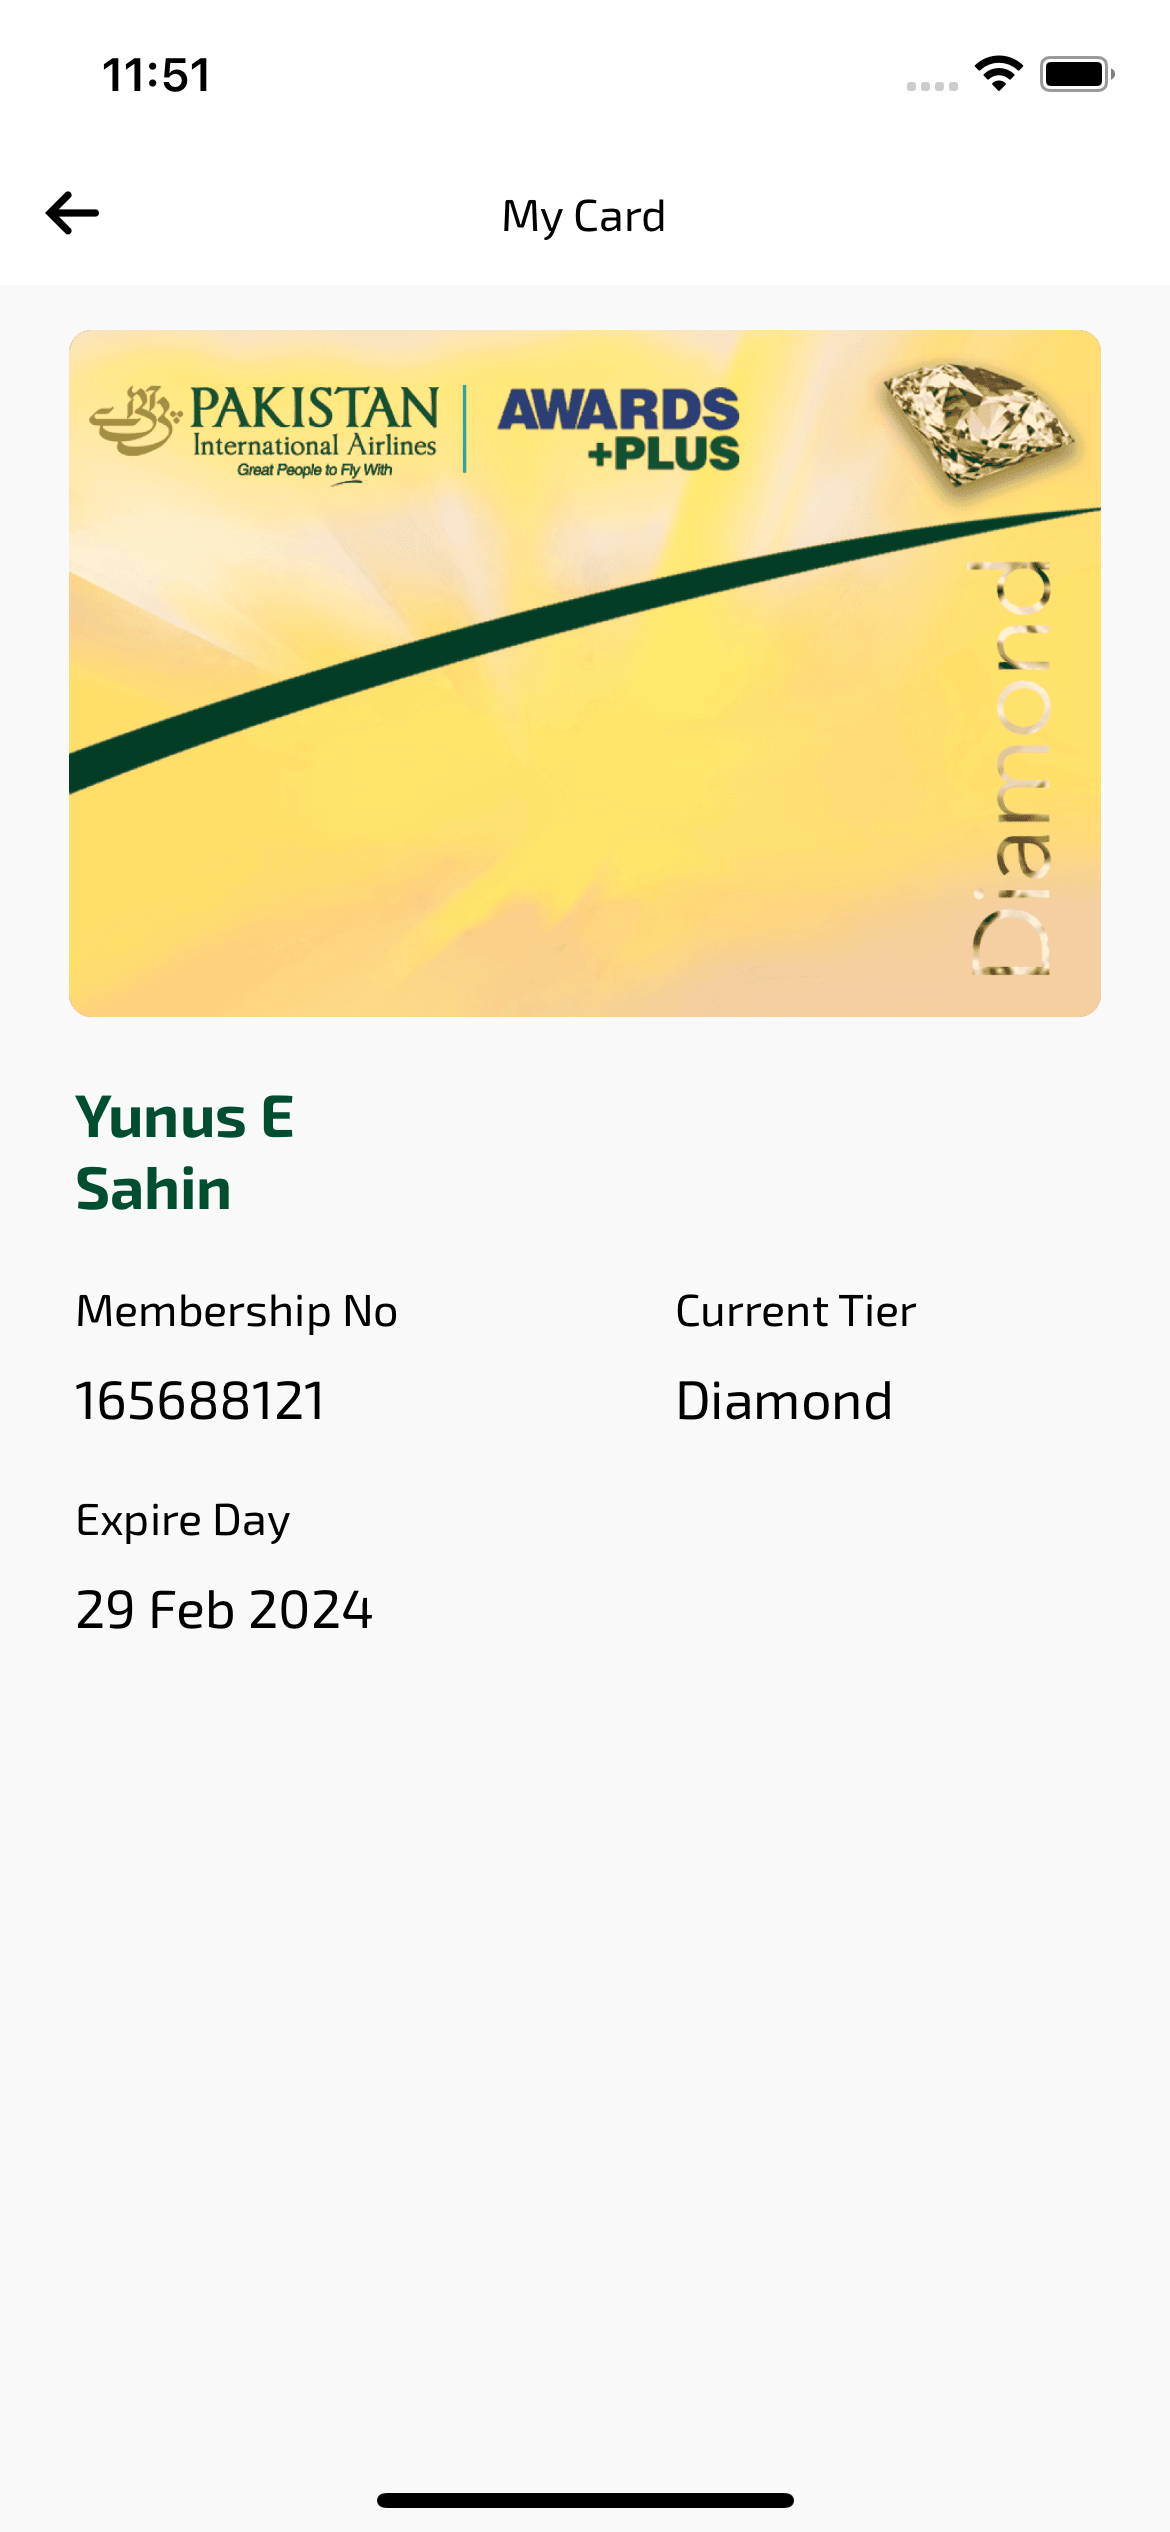 11:51
My Card
PAKISTAN
International Airlines
Great People to Fly With
AWARDS
+PLUS
Diamond
Yunus E
Sahin
Membership No
Current Tier
165688121
Diamond
Expire Day
29 Feb 2024